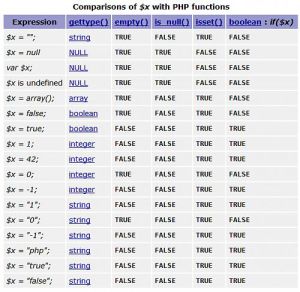 Comparisons of $x with PHP functions
Expression gettype() empty() is_null() isset() boolean : if($x)
$x = ""; string TRUE FALSE TRUE FALSE
$x = null NULL TRUE TRUE FALSE FALSE
var $x; NULL TRUE TRUE FALSE FALSE
$x is undefined NULL TRUE TRUE FALSE FALSE
$x = array(); array TRUE FALSE TRUE FALSE
$x = false; boolean TRUE FALSE TRUE FALSE
$x = true; boolean FALSE FALSE TRUE TRUE
$x = 1; integer FALSE FALSE TRUE TRUE
$x = 42; integer FALSE FALSE TRUE TRUE
$x = 0; integer TRUE FALSE TRUE FALSE
$x = -1; integer FALSE FALSE TRUE TRUE
$x = "1"; string FALSE FALSE TRUE TRUE
$x = "0"; string TRUE FALSE TRUE FALSE
$x = "-1"; string FALSE FALSE TRUE TRUE
$x = "php"; string FALSE FALSE TRUE TRUE
$x = "true"; string FALSE FALSE TRUE TRUE
$x = "false"; string FALSE FALSE TRUE TRUE